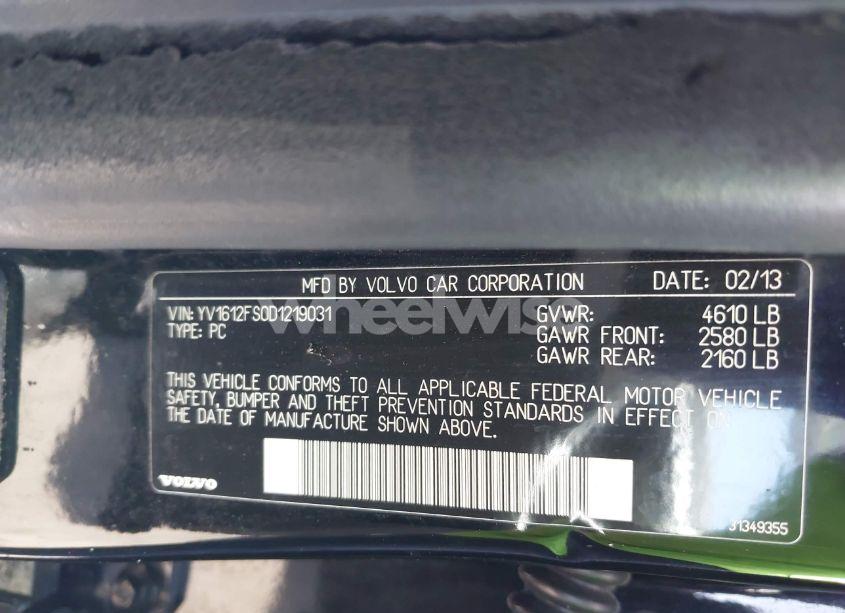 MFD BY VOLVO CAR CORPORATION DATE: 02/13
VIN: YV1612FS0D1219031 GVWR: 4610 LB
TYPE: PC GAWR FRONT: 2580 LB
GAWR REAR: 2160 LB
wheelwise
THIS VEHICLE CONFORMS TO ALL APPLICABLE FEDERAL MOTOR VEHICLE
SAFETY, BUMPER AND THEFT PREVENTION STANDARDS IN EFFECT ON
THE DATE OF MANUFACTURE SHOWN ABOVE.
VOLVO
31349355